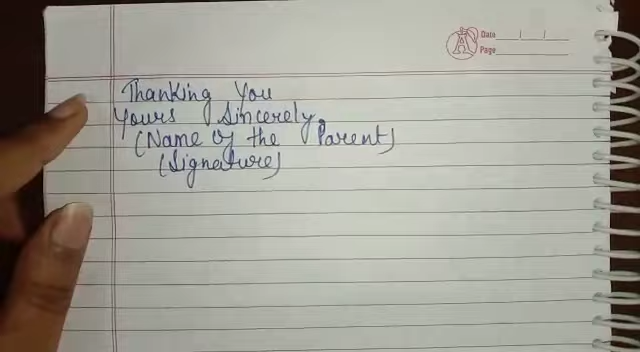 Date / /
Page
Thanking You
Yours Sincerely,
(Name of the Parent)
(Signature)